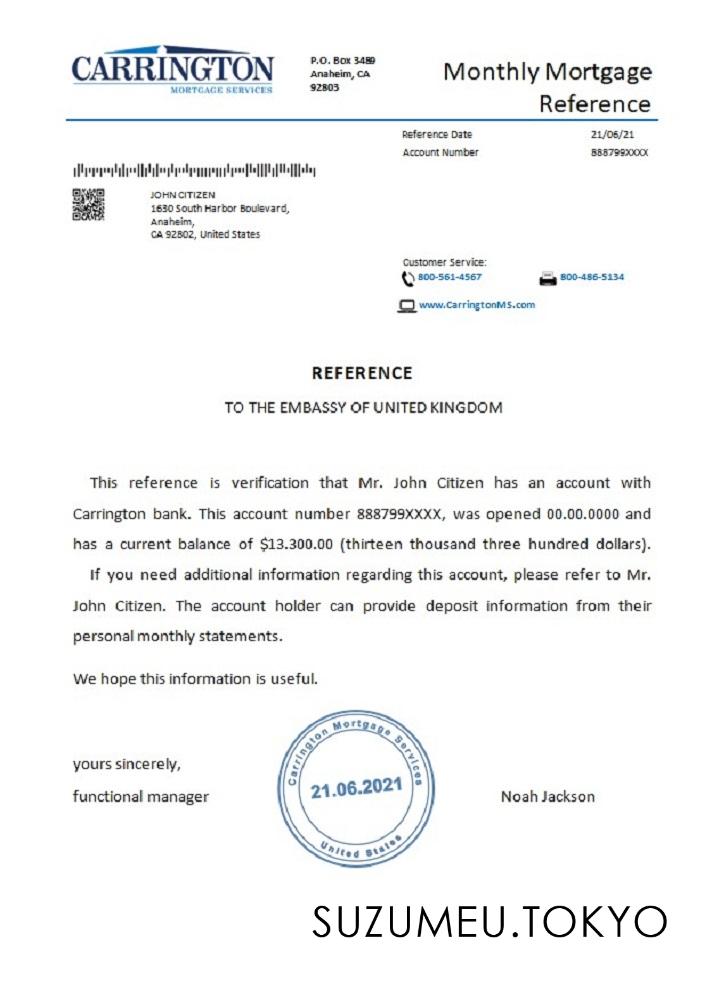 CARRINGTON
MORTGAGE SERVICES
P.O. Box 3489
Anaheim, CA
92803
Monthly Mortgage
Reference
Reference Date 21/06/21
Account Number 888799XXXX
JOHN CITIZEN
1630 South Harbor Boulevard,
Anaheim,
CA 92802, United States
Customer Service:
800-561-4567 800-486-5134
www.CarringtonMS.com
REFERENCE
TO THE EMBASSY OF UNITED KINGDOM
This reference is verification that Mr. John Citizen has an account with
Carrington bank. This account number 888799XXXX, was opened 00.00.0000 and
has a current balance of $13.300.00 (thirteen thousand three hundred dollars).
If you need additional information regarding this account, please refer to Mr.
John Citizen. The account holder can provide deposit information from their
personal monthly statements.
We hope this information is useful.
yours sincerely,
functional manager
Carrington Mortgage Services
21.06.2021
United States
Noah Jackson
SUZUMEU.TOKYO